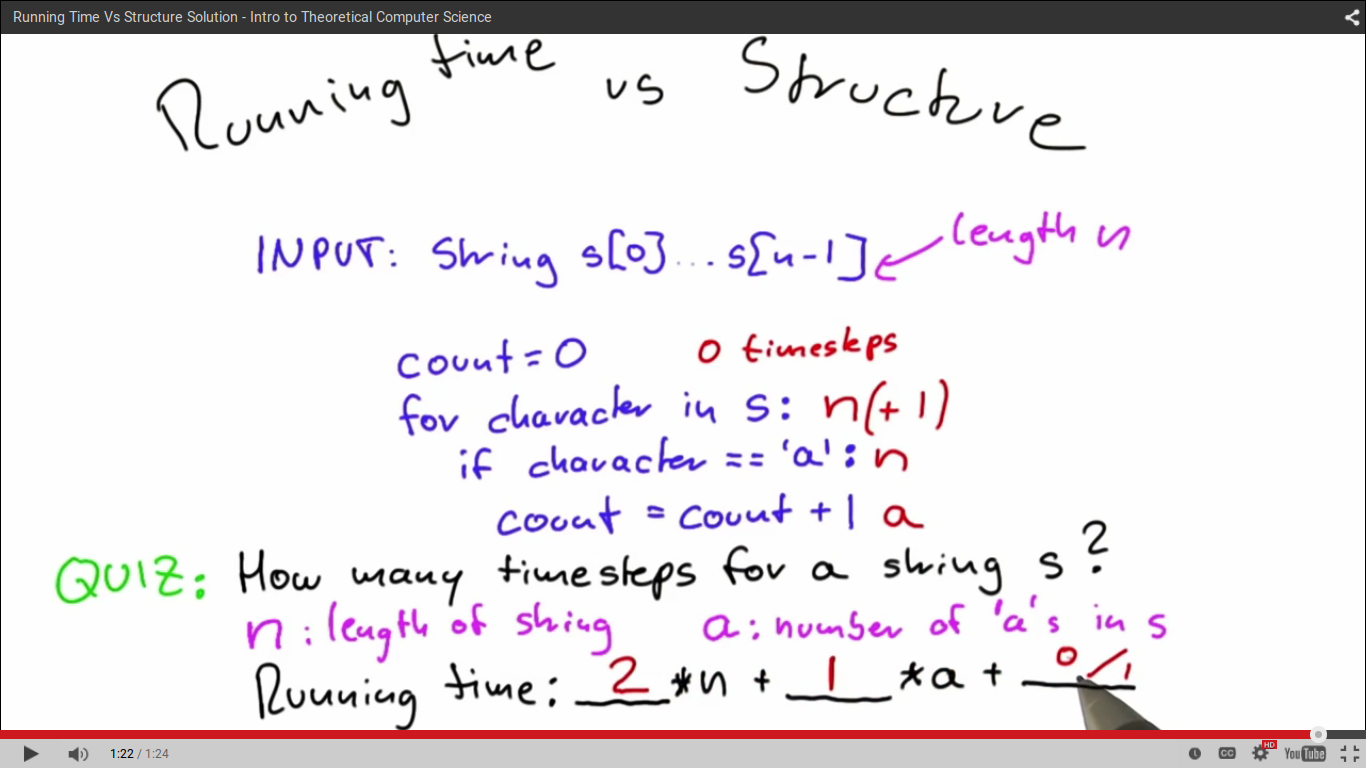 Running Time Vs Structure Solution - Intro to Theoretical Computer Science
Running time vs Structure
INPUT: String s[0]...s[n-1] length n
count = 0 0 timesteps
for character in s: n(+1)
if character == 'a': n
count = count + 1 a
QUIZ: How many timesteps for a string s?
n: length of string a: number of 'a's in s
Running time: 2 *n + 1 *a + 0/1
1:22 / 1:24 CC HD YouTube